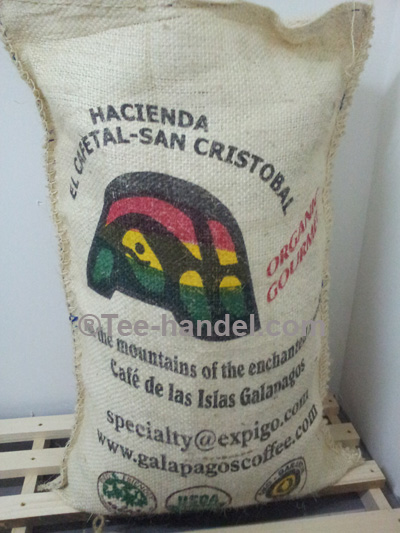 HACIENDA
EL CAFETAL-SAN CRISTOBAL
ORGANIC
GOURMET
®Tee-handel.com
the mountains of the enchanted
Café de las Islas Galapagos
specialty@expigo.com
www.galapagoscoffee.com
USDA